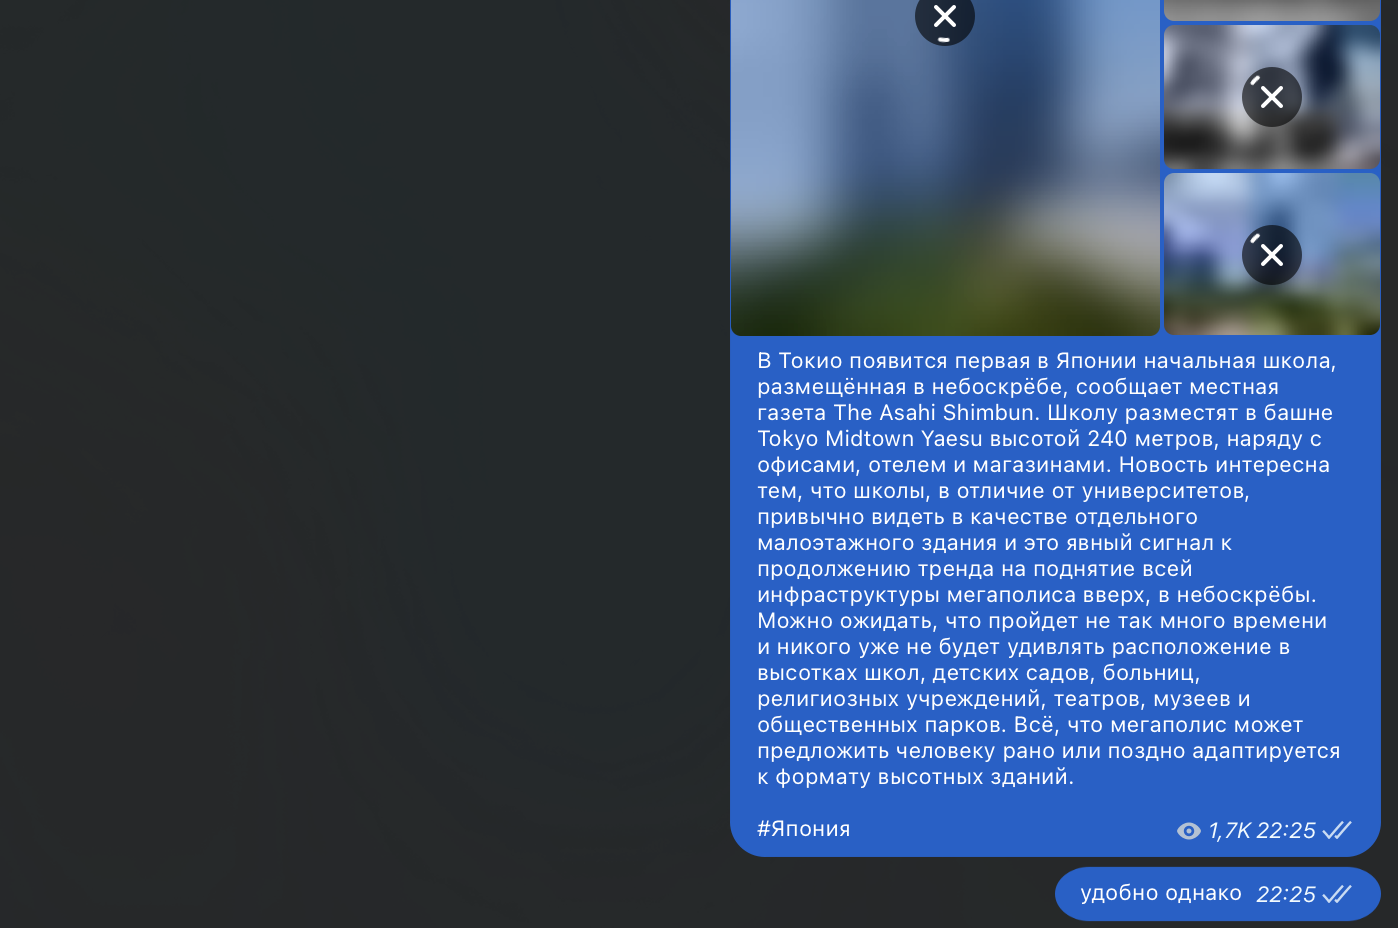 В Токио появится первая в Японии начальная школа,
размещённая в небоскрёбе, сообщает местная
газета The Asahi Shimbun. Школу разместят в башне
Tokyo Midtown Yaesu высотой 240 метров, наряду с
офисами, отелем и магазинами. Новость интересна
тем, что школы, в отличие от университетов,
привычно видеть в качестве отдельного
малоэтажного здания и это явный сигнал к
продолжению тренда на поднятие всей
инфраструктуры мегаполиса вверх, в небоскрёбы.
Можно ожидать, что пройдет не так много времени
и никого уже не будет удивлять расположение в
высотках школ, детских садов, больниц,
религиозных учреждений, театров, музеев и
общественных парков. Всё, что мегаполис может
предложить человеку рано или поздно адаптируется
к формату высотных зданий.
#Япония 1,7K 22:25
удобно однако 22:25